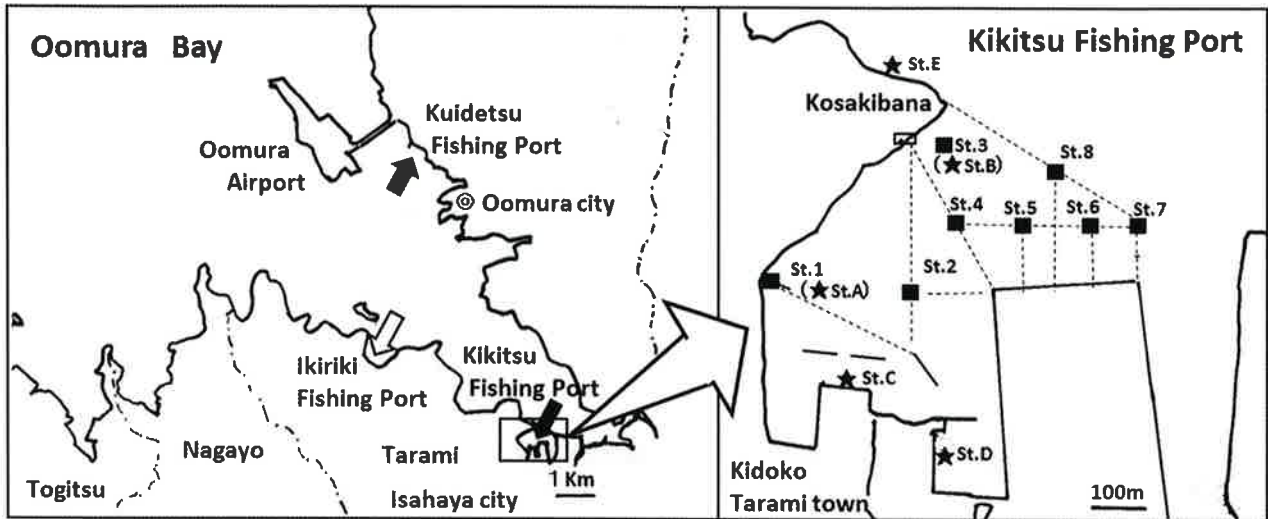 Oomura Bay
Kuidetsu
Fishing Port
Oomura
Airport
Oomura city
Ikiriki
Fishing Port
Kikitsu
Fishing Port
Nagayo
Togitsu
Tarami
Isahaya city
1 Km
Kikitsu Fishing Port
St.E
Kosakibana
St.3
(★St.B)
St.8
St.4
St.5
St.6
St.7
St.1
(★St.A)
St.2
St.C
St.D
Kidoko
Tarami town
100m